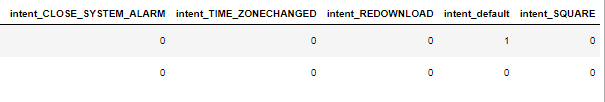 intent_CLOSE_SYSTEM_ALARM intent_TIME_ZONECHANGED intent_REDOWNLOAD intent_default intent_SQUARE
0 0 0 1 0
0 0 0 0 0